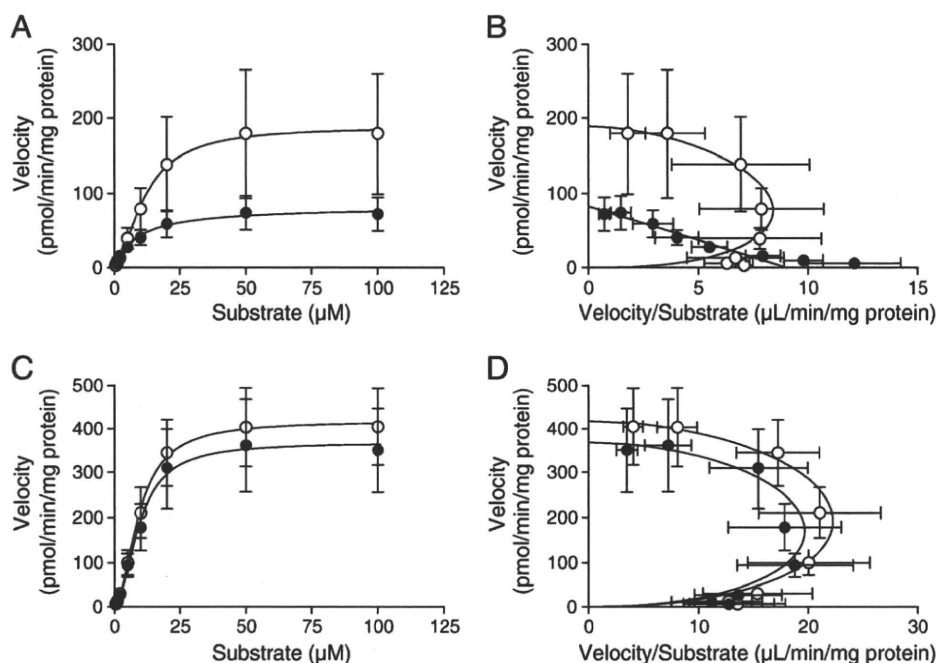 A
Velocity
(pmol/min/mg protein)
300
200
100
0
0 25 50 75 100 125
Substrate (µM)
B
Velocity
(pmol/min/mg protein)
300
200
100
0
0 5 10 15
Velocity/Substrate (µL/min/mg protein)
C
Velocity
(pmol/min/mg protein)
500
400
300
200
100
0
0 25 50 75 100 125
Substrate (µM)
D
Velocity
(pmol/min/mg protein)
500
400
300
200
100
0
0 10 20 30
Velocity/Substrate (µL/min/mg protein)